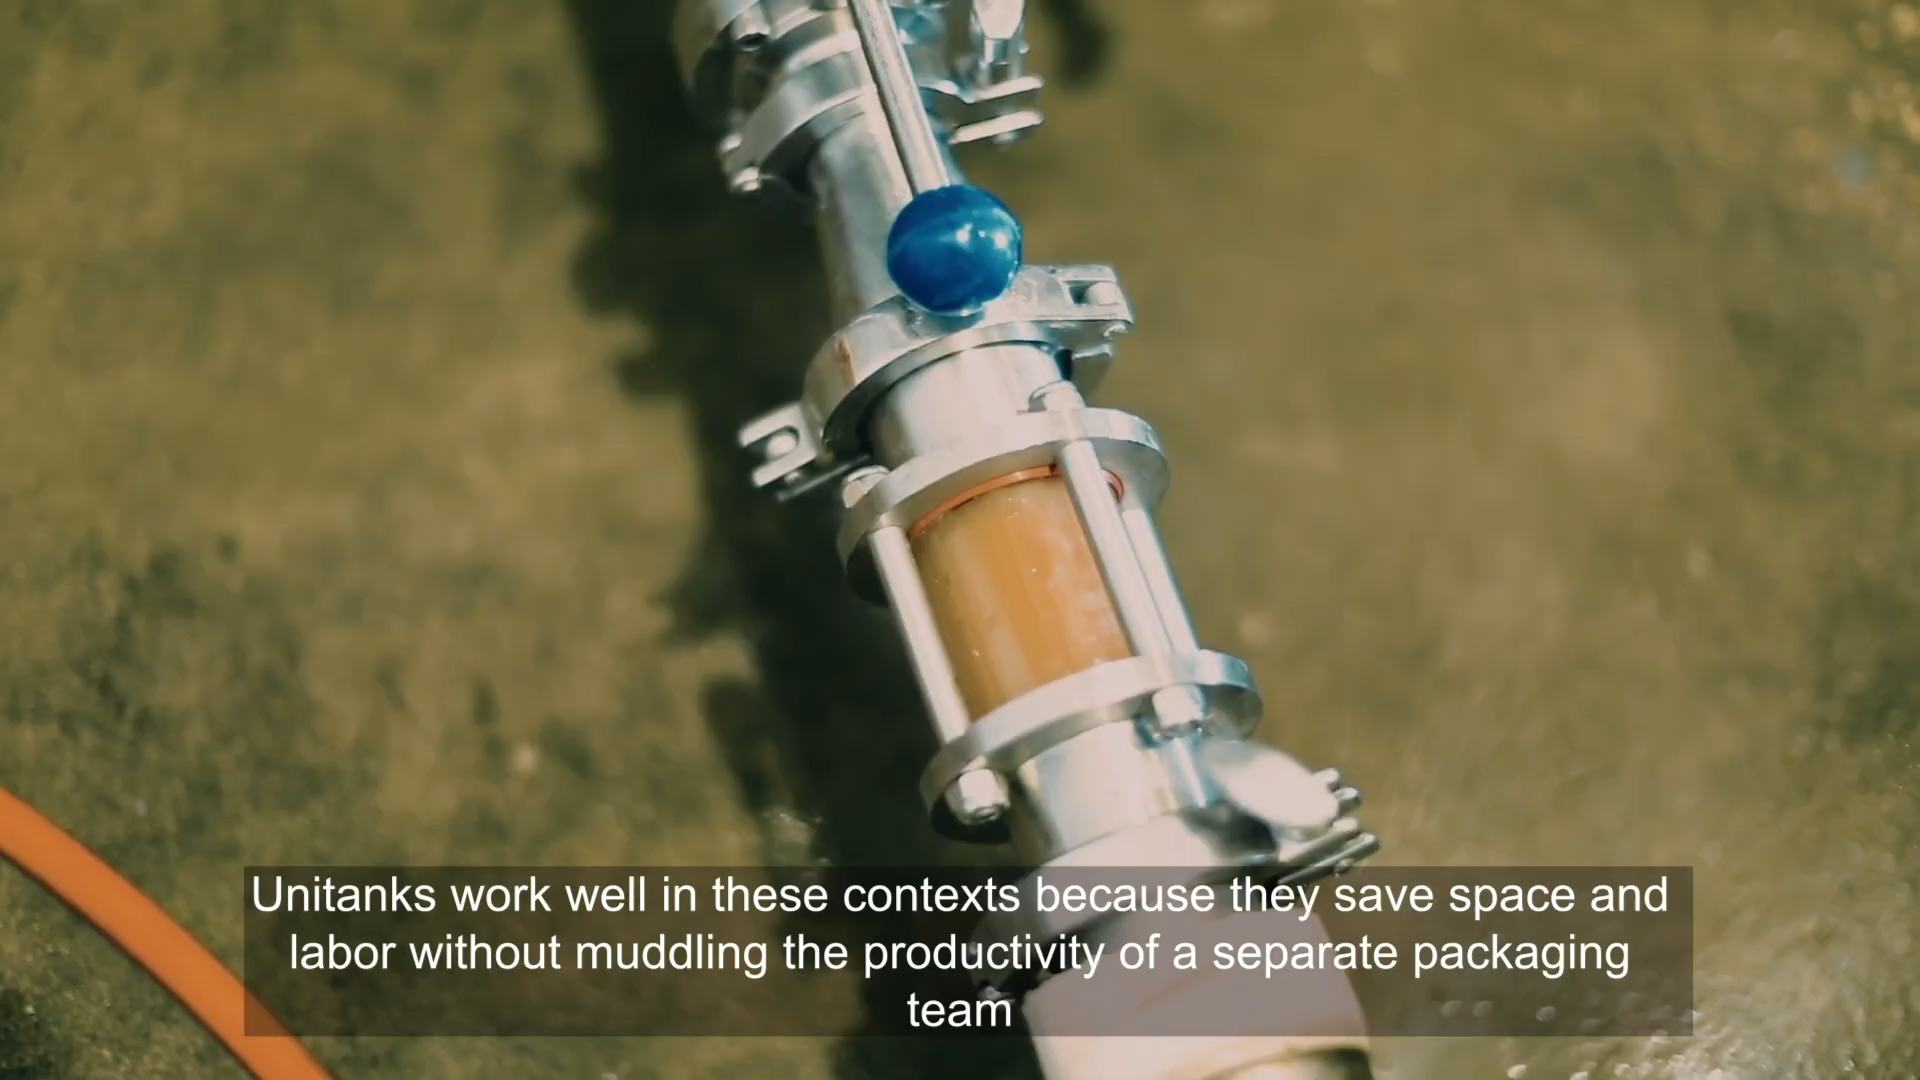 Unitanks work well in these contexts because they save space and
labor without muddling the productivity of a separate packaging
team